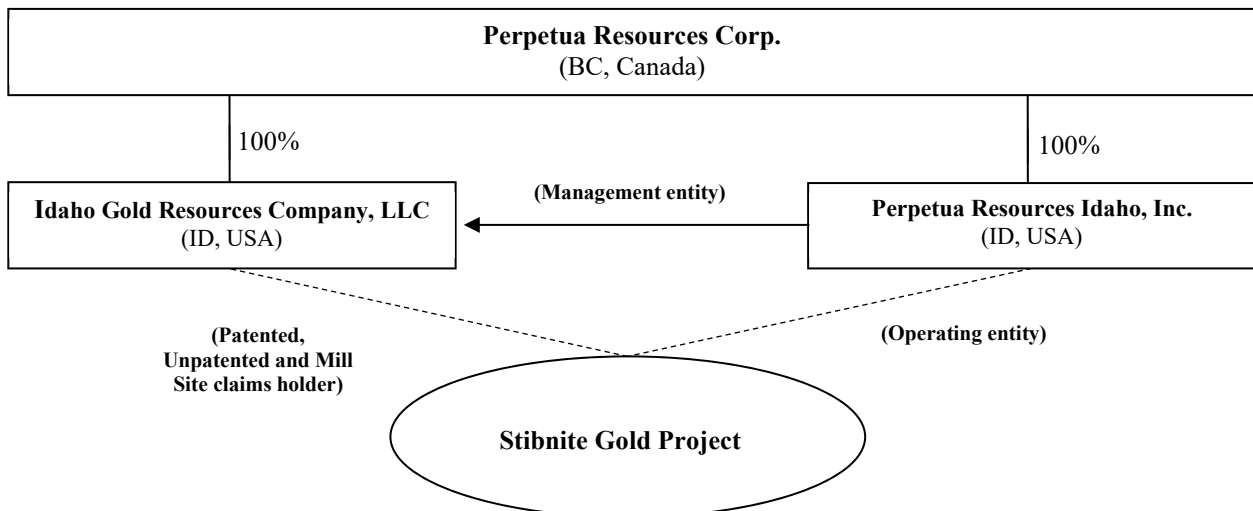 Perpetua Resources Corp.
(BC, Canada)
100%
100%
Idaho Gold Resources Company, LLC
(ID, USA)
(Management entity)
Perpetua Resources Idaho, Inc.
(ID, USA)
(Patented,
Unpatented and Mill
Site claims holder)
(Operating entity)
Stibnite Gold Project